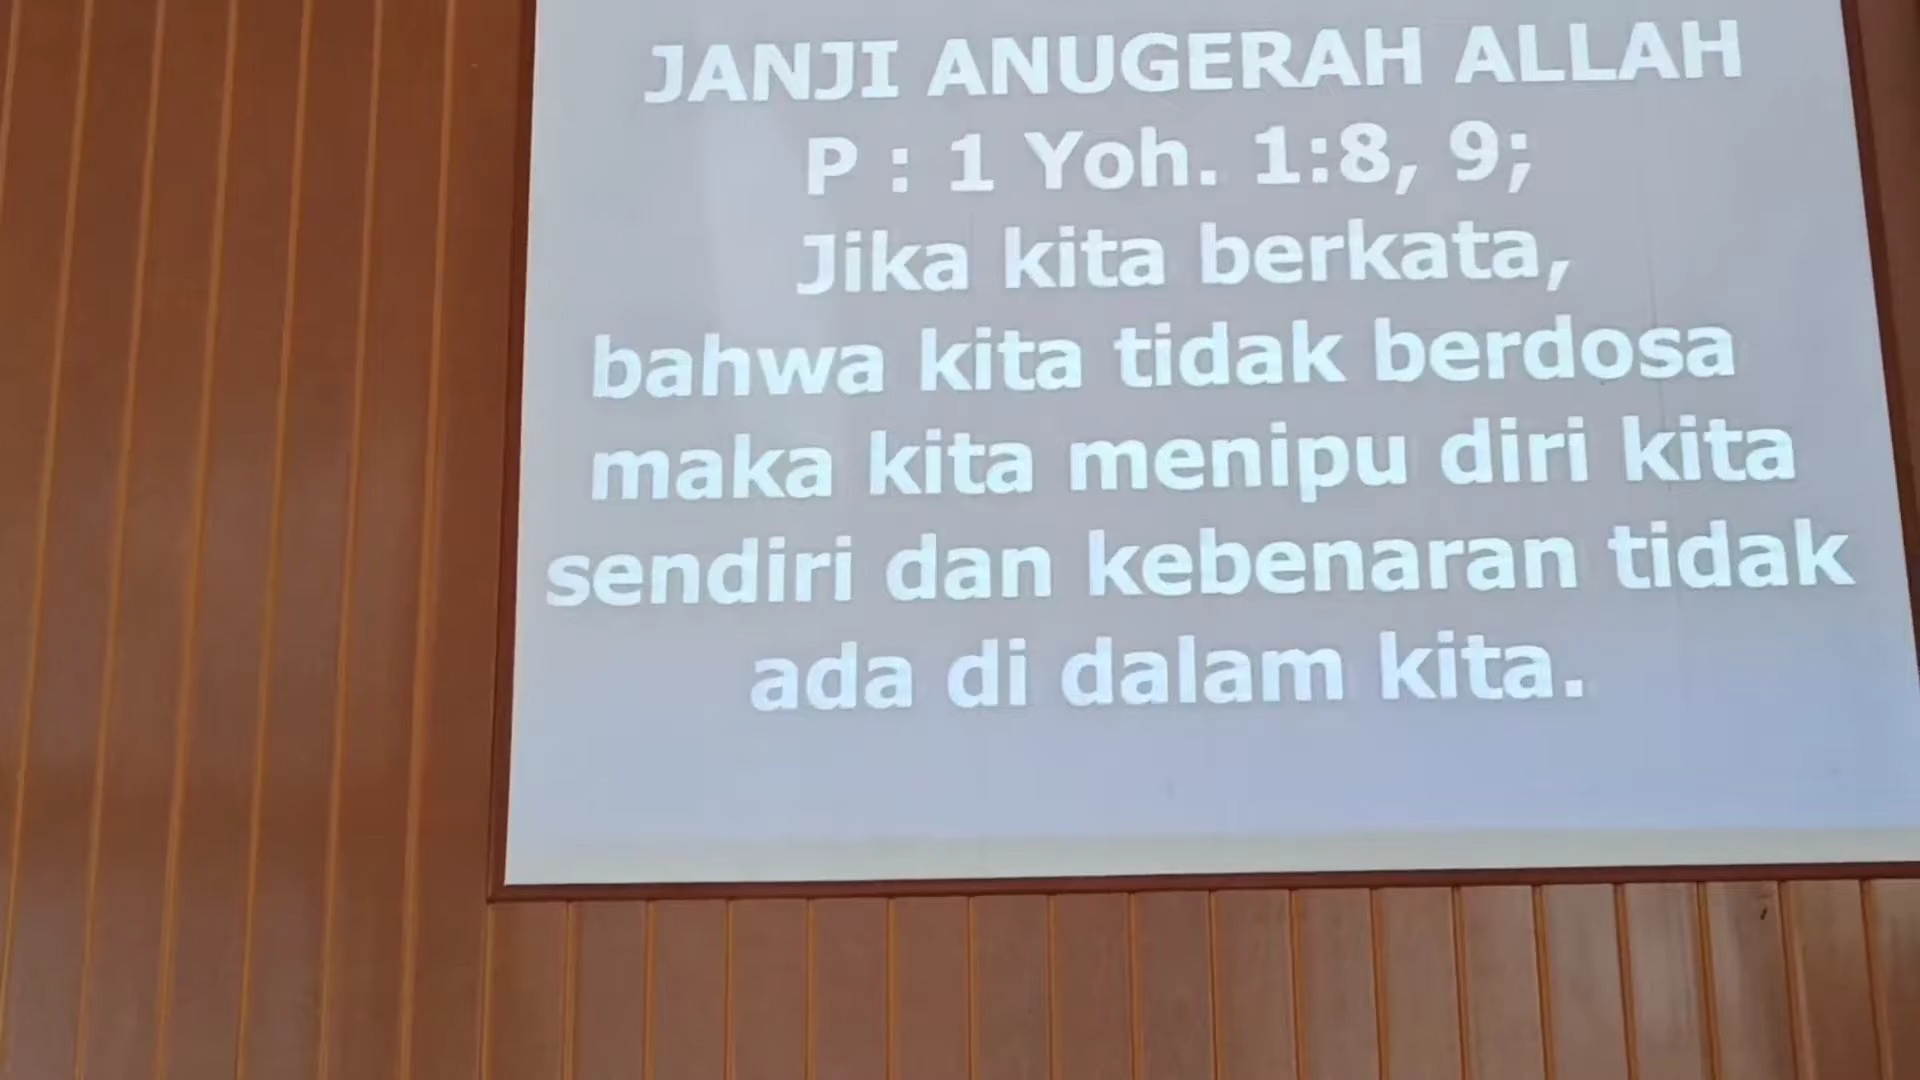 JANJI ANUGERAH ALLAH
P : 1 Yoh. 1:8, 9;
Jika kita berkata,
bahwa kita tidak berdosa
maka kita menipu diri kita
sendiri dan kebenaran tidak
ada di dalam kita.